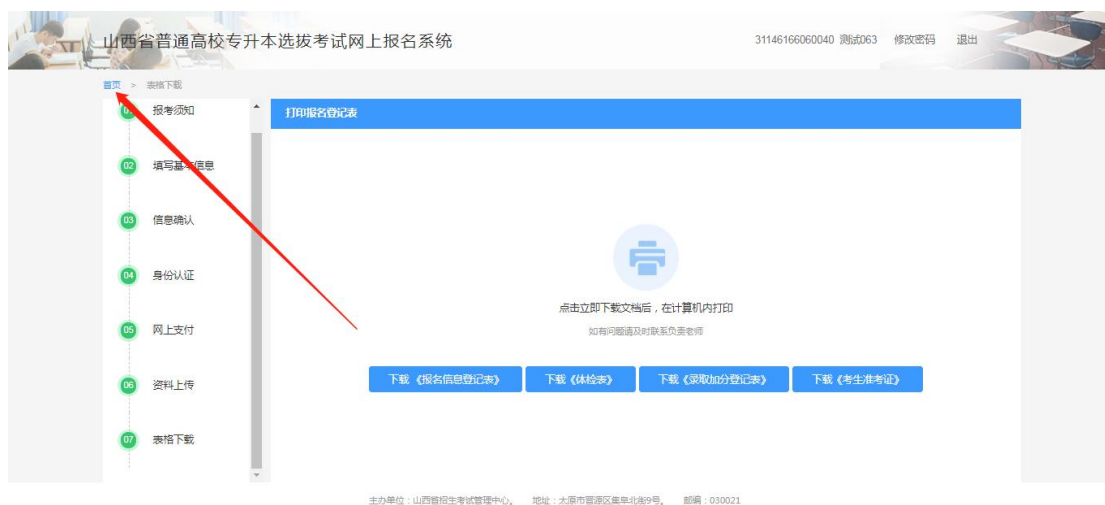 山西省普通高校专升本选拔考试网上报名系统
31146166060040 测试063 修改密码 退出
首页 > 表格下载
01 报考须知
打印报名登记表
02 填写基本信息
03 信息确认
04 身份认证
点击立即下载文档后，在计算机内打印
05 网上支付
如有问题请及时联系负责老师
06 资料上传
下载《报名信息登记表》 下载《体检表》 下载《录取加分登记表》 下载《考生准考证》
07 表格下载
主办单位：山西省招生考试管理中心。 地址：太原市晋源区集阜北街9号。 邮编：030021